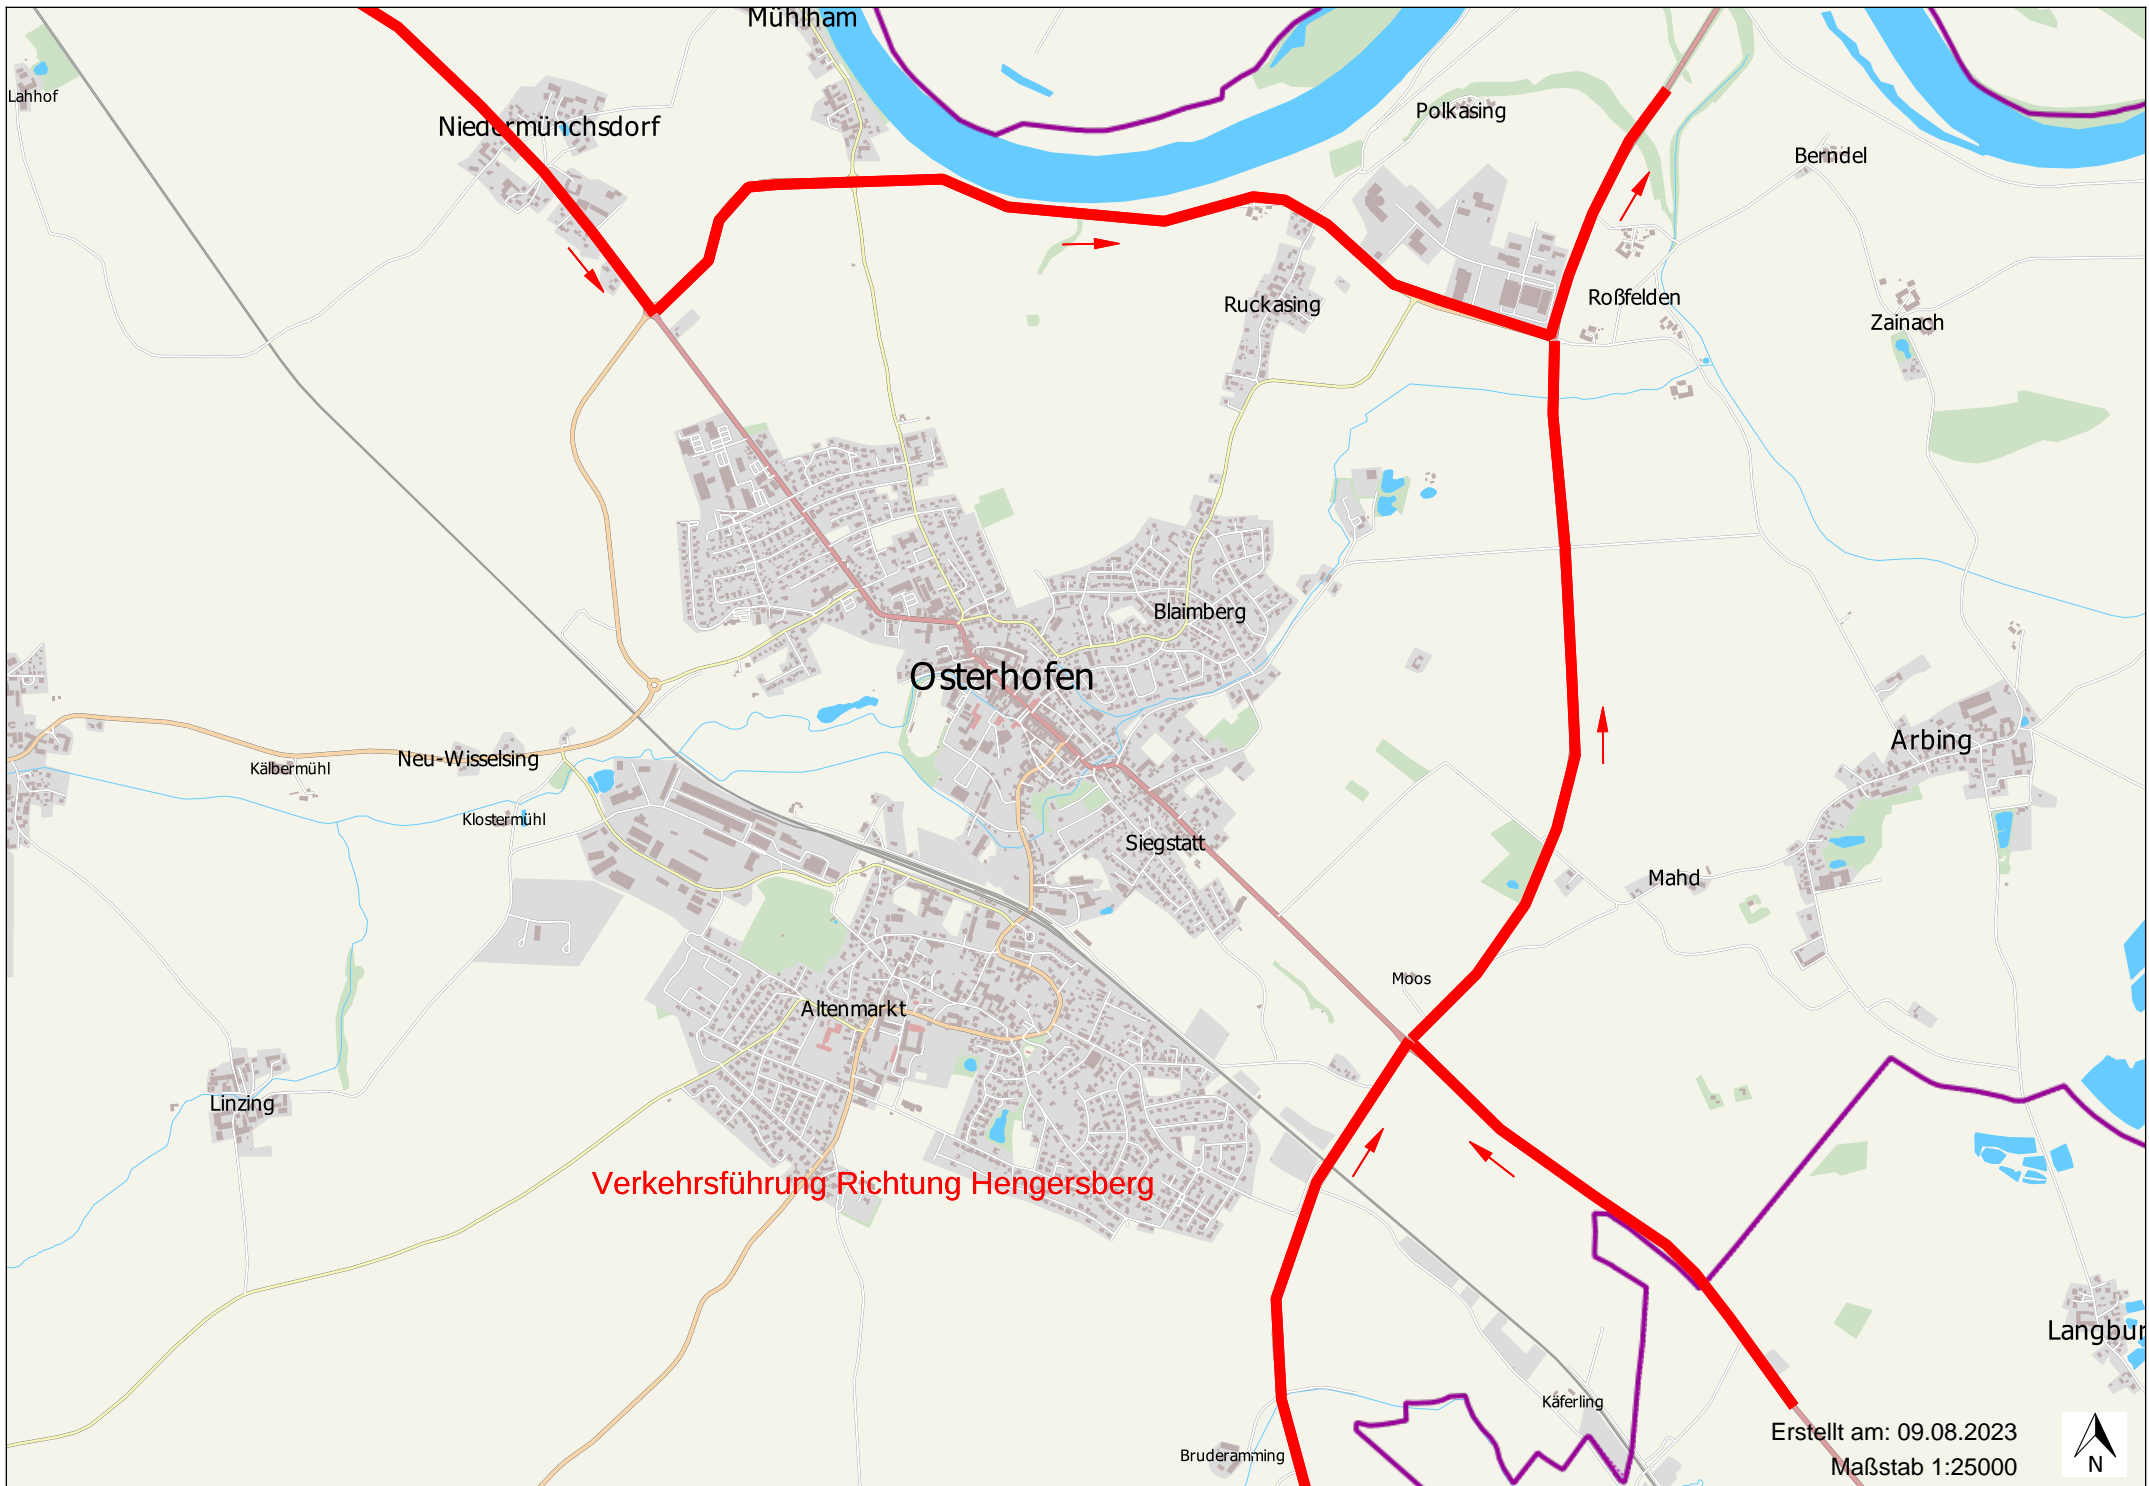 Mühlham
Lahhof
Niedermünchsdorf
Polkasing
Berndel
Ruckasing
Roßfelden
Zainach
Blaimberg
Osterhofen
Arbing
Neu-Wisselsing
Kälbermühl
Klostermühl
Siegstatt
Mahd
Moos
Altenmarkt
Linzing
Verkehrsführung Richtung Hengersberg
Langbur
Käferling
Bruderamming
Erstellt am: 09.08.2023
Maßstab 1:25000
N